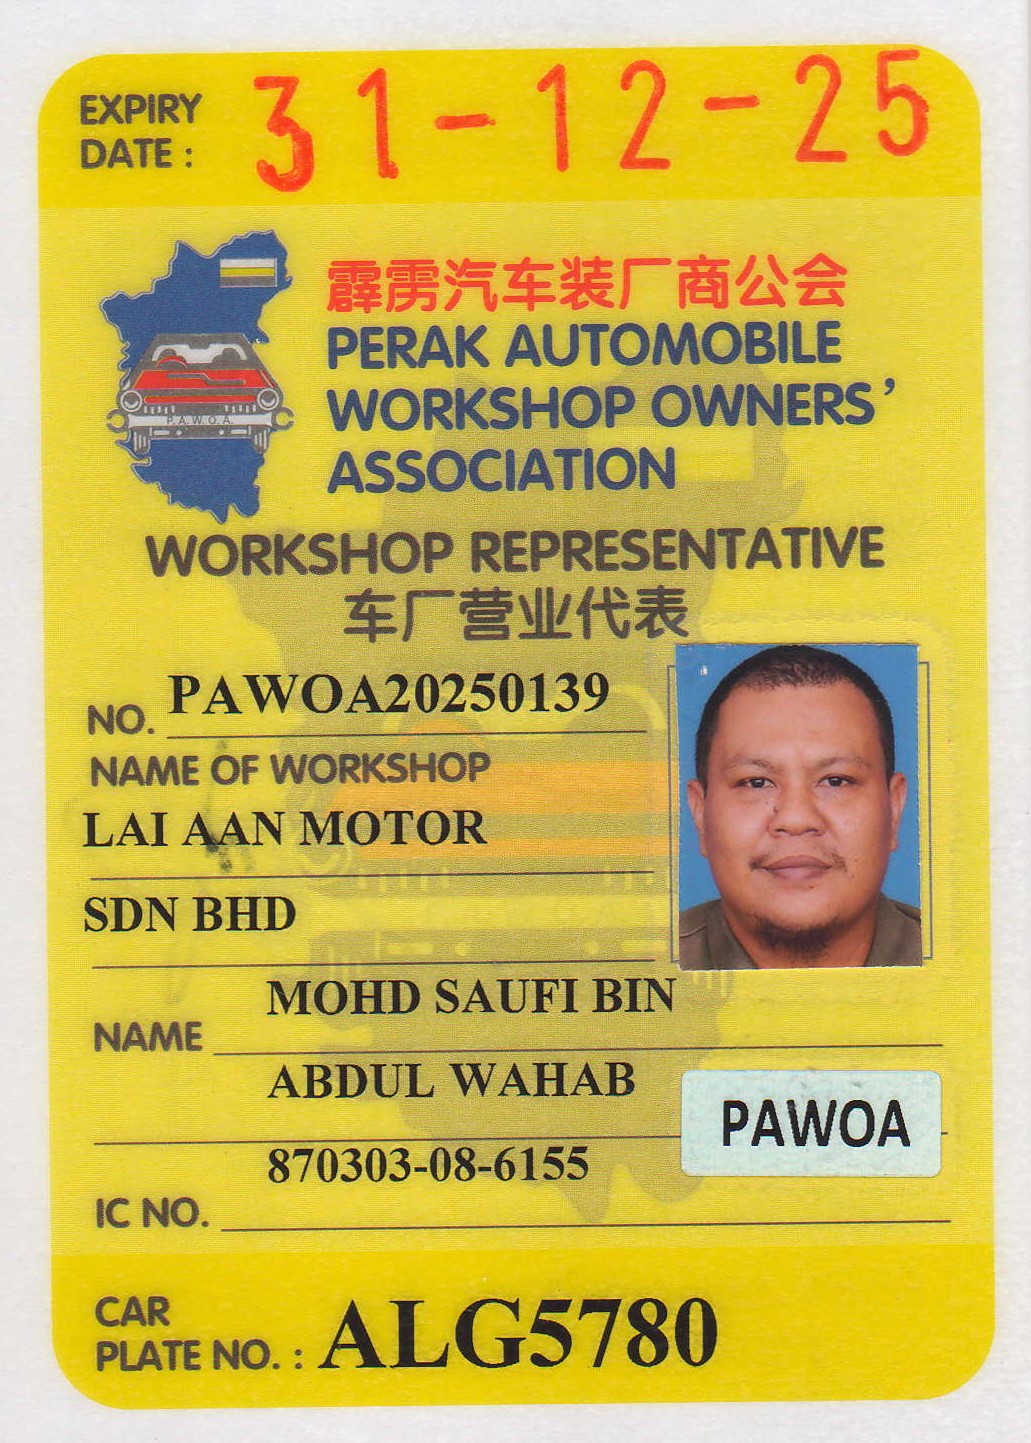 EXPIRY
DATE : 31-12-25
霹雳汽车装厂商公会
PERAK AUTOMOBILE
WORKSHOP OWNERS'
ASSOCIATION
P.A.W.O.A.
WORKSHOP REPRESENTATIVE
车厂营业代表
NO. PAWOA20250139
NAME OF WORKSHOP
LAI AAN MOTOR
SDN BHD
MOHD SAUFI BIN
NAME
ABDUL WAHAB
PAWOA
870303-08-6155
IC NO.
CAR
PLATE NO. : ALG5780